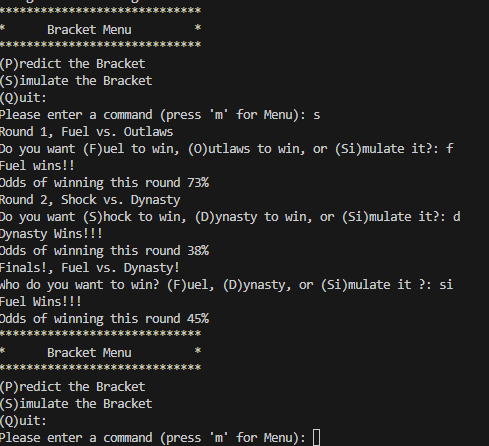 *****************************
*      Bracket Menu         *
*****************************
(P)redict the Bracket
(S)imulate the Bracket
(Q)uit:
Please enter a command (press 'm' for Menu): s
Round 1, Fuel vs. Outlaws
Do you want (F)uel to win, (O)utlaws to win, or (Si)mulate it?: f
Fuel wins!!
Odds of winning this round 73%
Round 2, Shock vs. Dynasty
Do you want (S)hock to win, (D)ynasty to win, or (Si)mulate it?: d
Dynasty Wins!!!
Odds of winning this round 38%
Finals!, Fuel vs. Dynasty!
Who do you want to win? (F)uel, (D)ynasty, or (Si)mulate it ?: si
Fuel Wins!!!
Odds of winning this round 45%
*****************************
*      Bracket Menu         *
*****************************
(P)redict the Bracket
(S)imulate the Bracket
(Q)uit:
Please enter a command (press 'm' for Menu):